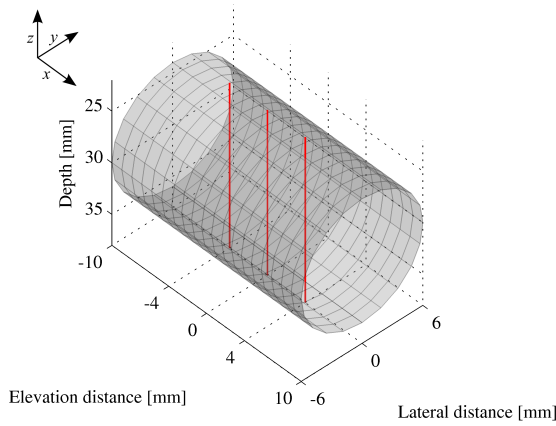 z
y
x
25
30
35
Depth [mm]
-10
-4
0
4
10
-6
0
6
Elevation distance [mm]
Lateral distance [mm]